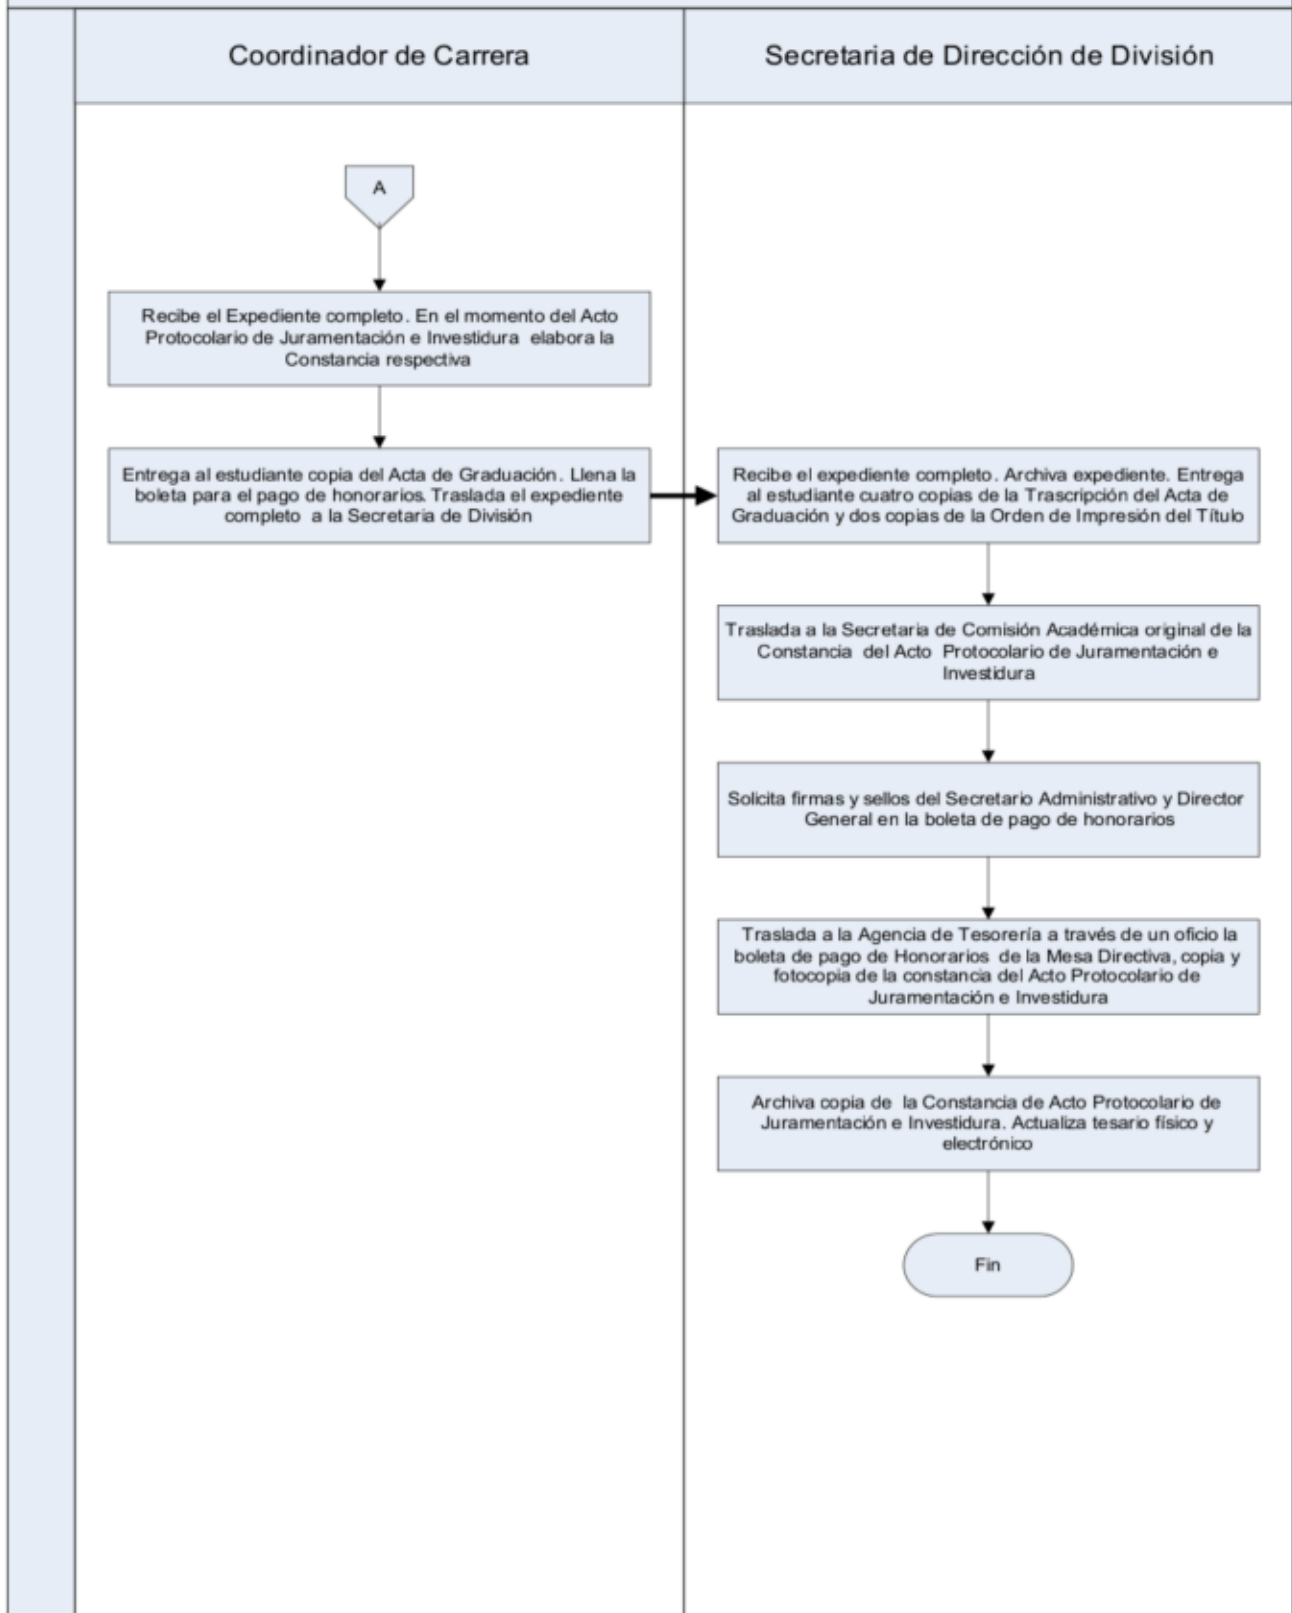 Coordinador de Carrera
Secretaria de Dirección de División
A
Recibe el Expediente completo. En el momento del Acto
Protocolario de Juramentación e Investidura elabora la
Constancia respectiva
Entrega al estudiante copia del Acta de Graduación. Llena la
boleta para el pago de honorarios. Traslada el expediente
completo a la Secretaria de División
Recibe el expediente completo. Archiva expediente. Entrega
al estudiante cuatro copias de la Trascripción del Acta de
Graduación y dos copias de la Orden de Impresión del Título
Traslada a la Secretaria de Comisión Académica original de la
Constancia del Acto Protocolario de Juramentación e
Investidura
Solicita firmas y sellos del Secretario Administrativo y Director
General en la boleta de pago de honorarios
Traslada a la Agencia de Tesorería a través de un oficio la
boleta de pago de Honorarios de la Mesa Directiva, copia y
fotocopia de la constancia del Acto Protocolario de
Juramentación e Investidura
Archiva copia de la Constancia de Acto Protocolario de
Juramentación e Investidura. Actualiza tesario físico y
electrónico
Fin